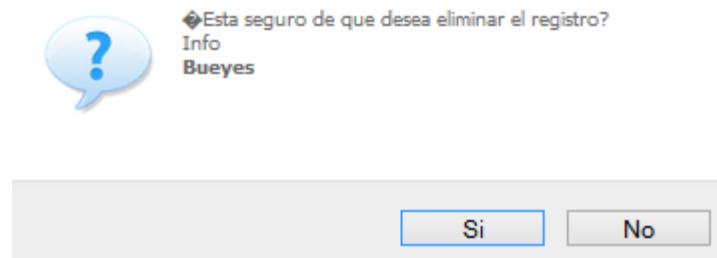 �Esta seguro de que desea eliminar el registro?
Info
Bueyes
Si
No